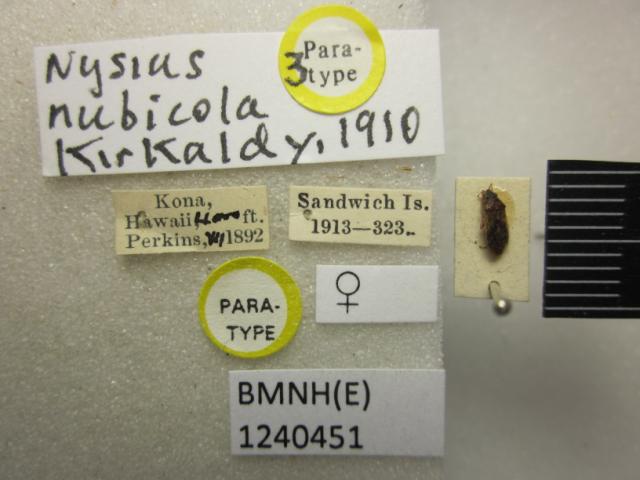 Nysius
nubicola
Kirkaldy, 1910
3
Para-
type
Kona,
Hawaii, ft.
Perkins, 1892
Sandwich Is.
1913—323.
PARA-
TYPE
♀
BMNH(E)
1240451